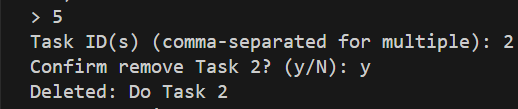 > 5
Task ID(s) (comma-separated for multiple): 2
Confirm remove Task 2? (y/N): y
Deleted: Do Task 2